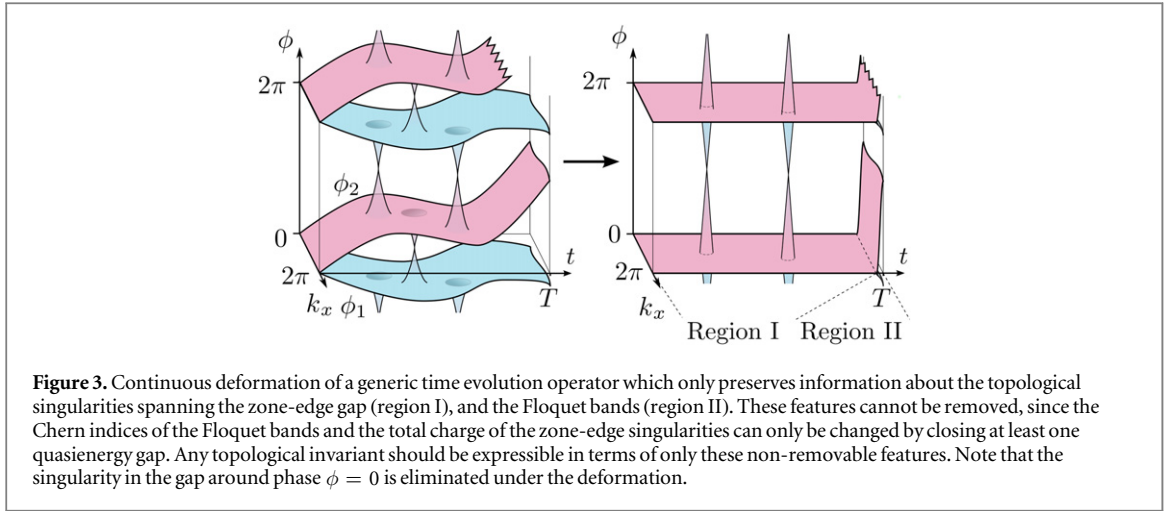 ϕ
2π
ϕ₂
0
2π
kₓ ϕ₁
t
T
ϕ
2π
0
2π
kₓ
t
T
Region I Region II
Figure 3. Continuous deformation of a generic time evolution operator which only preserves information about the topological
singularities spanning the zone-edge gap (region I), and the Floquet bands (region II). These features cannot be removed, since the
Chern indices of the Floquet bands and the total charge of the zone-edge singularities can only be changed by closing at least one
quasienergy gap. Any topological invariant should be expressible in terms of only these non-removable features. Note that the
singularity in the gap around phase ϕ = 0 is eliminated under the deformation.